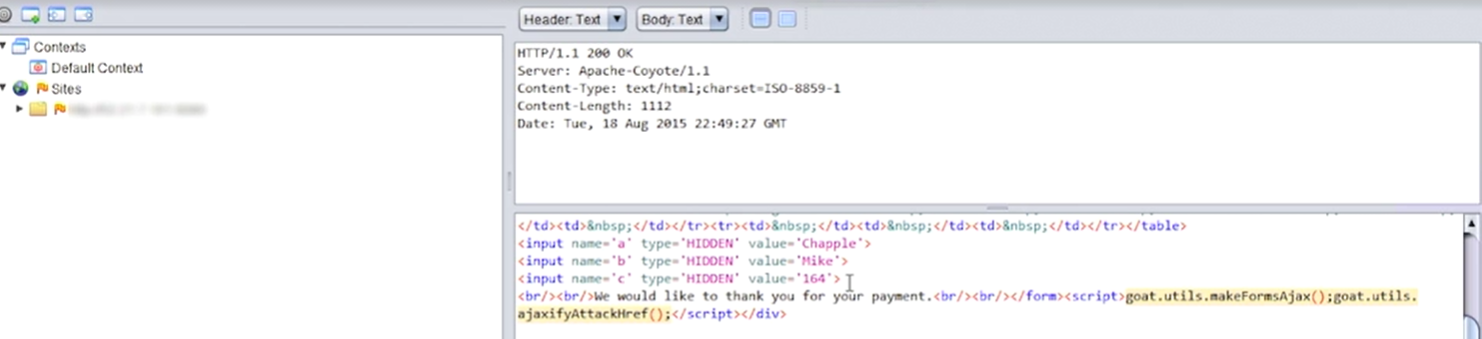 Header: Text
Body: Text
Contexts
Default Context
Sites
HTTP/1.1 200 OK
Server: Apache-Coyote/1.1
Content-Type: text/html;charset=ISO-8859-1
Content-Length: 1112
Date: Tue, 18 Aug 2015 22:49:27 GMT
</td><td>&nbsp;</td></tr><tr><td>&nbsp;</td><td>&nbsp;</td><td>&nbsp;</td></tr></table>
<input name='a' type='HIDDEN' value='Chapple'>
<input name='b' type='HIDDEN' value='Mike'>
<input name='c' type='HIDDEN' value='164'>
<br/><br/>We would like to thank you for your payment.<br/><br/></form><script>goat.utils.makeFormsAjax();goat.utils.
ajaxifyAttackHref();</script></div>